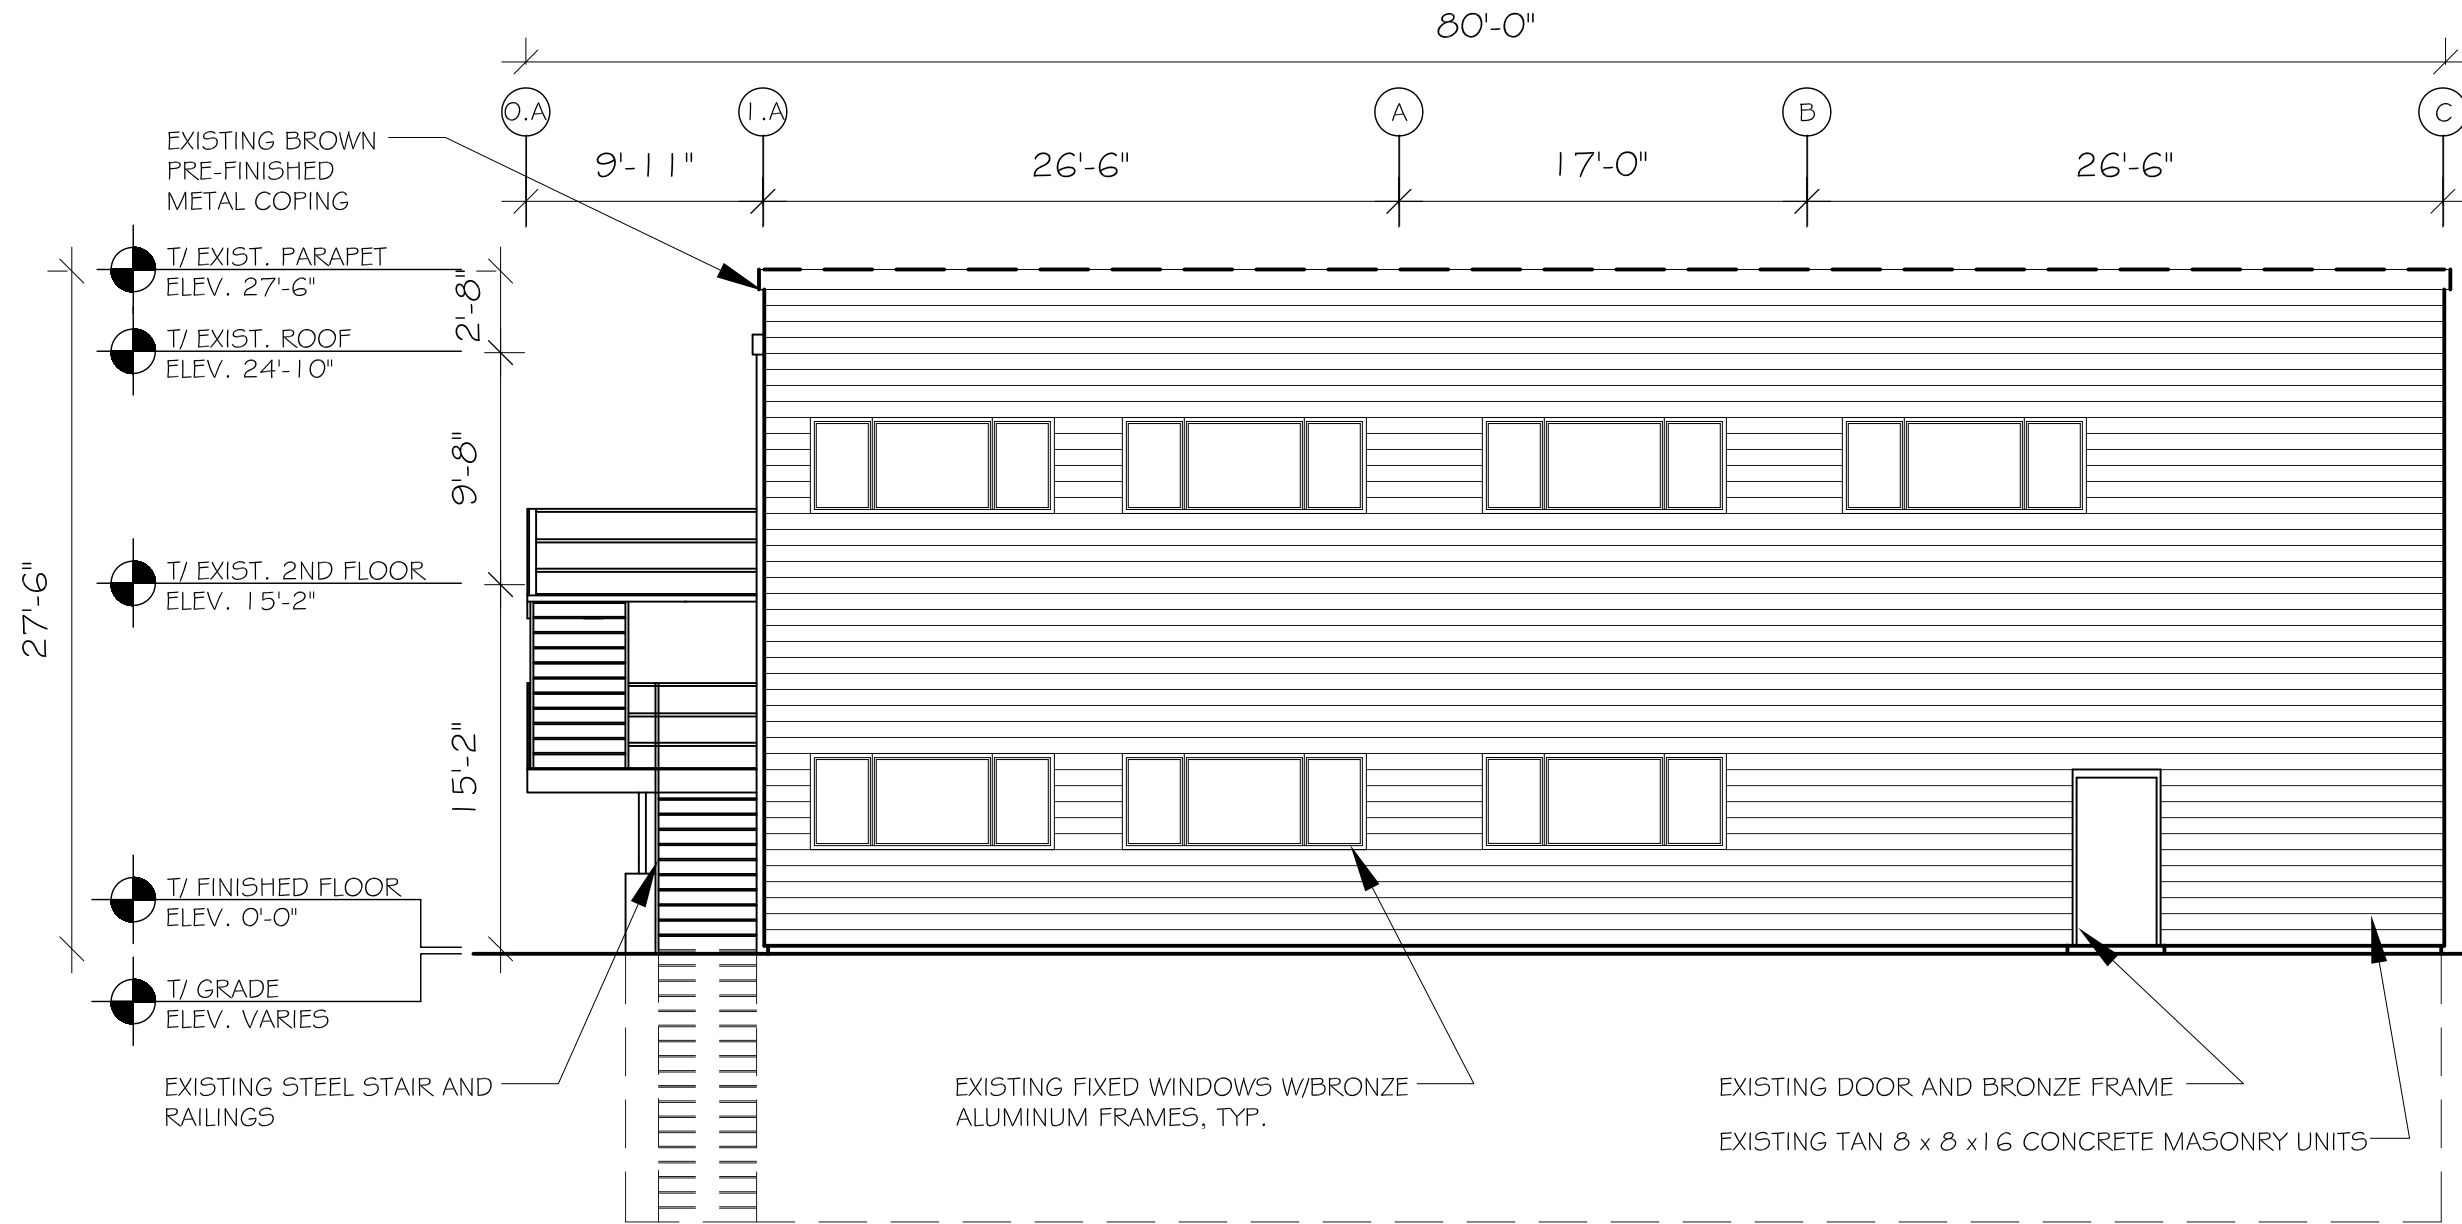 80'-0"
0.A
1.A
A
B
C
9'-11"
26'-6"
17'-0"
26'-6"
EXISTING BROWN
PRE-FINISHED
METAL COPING
T/ EXIST. PARAPET
ELEV. 27'-6"
2'-8"
T/ EXIST. ROOF
ELEV. 24'-10"
9'-8"
T/ EXIST. 2ND FLOOR
ELEV. 15'-2"
27'-6"
15'-2"
T/ FINISHED FLOOR
ELEV. 0'-0"
T/ GRADE
ELEV. VARIES
EXISTING STEEL STAIR AND
RAILINGS
EXISTING FIXED WINDOWS W/BRONZE
ALUMINUM FRAMES, TYP.
EXISTING DOOR AND BRONZE FRAME
EXISTING TAN 8 x 8 x16 CONCRETE MASONRY UNITS